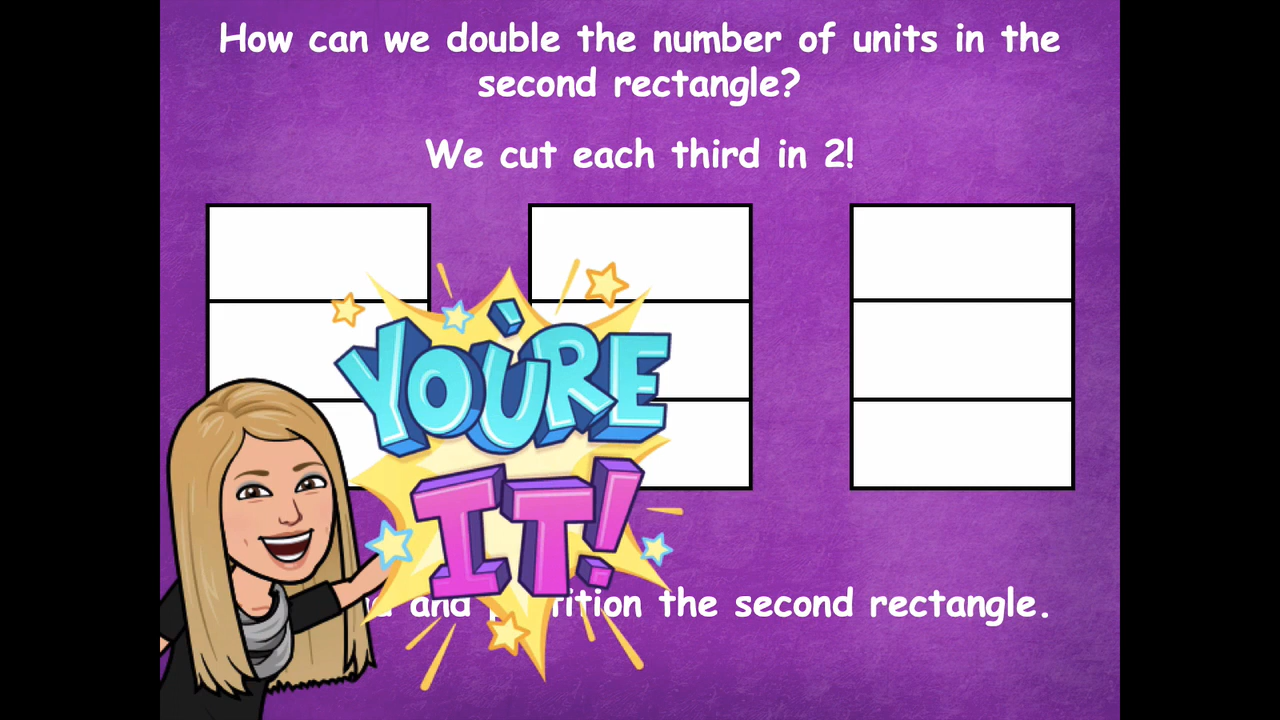 How can we double the number of units in the
second rectangle?
We cut each third in 2!
YOU'RE
IT!
and partition the second rectangle.